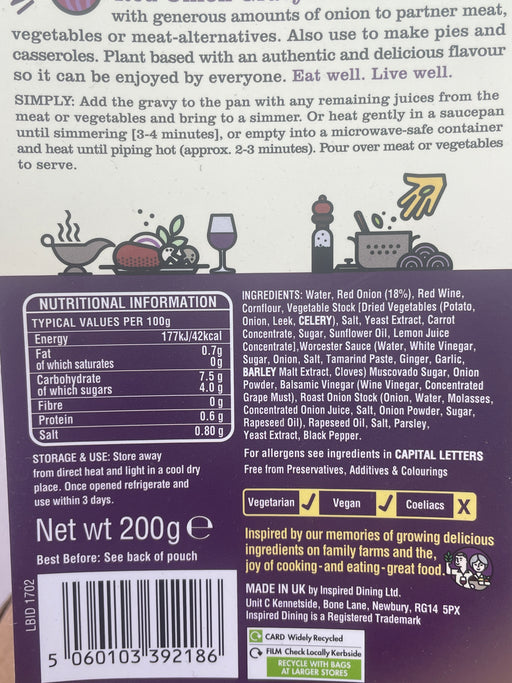 with generous amounts of onion to partner meat,
vegetables or meat-alternatives. Also use to make pies and
casseroles. Plant based with an authentic and delicious flavour
so it can be enjoyed by everyone. Eat well. Live well.
SIMPLY: Add the gravy to the pan with any remaining juices from the
meat or vegetables and bring to a simmer. Or heat gently in a saucepan
until simmering [3-4 minutes], or empty into a microwave-safe container
and heat until piping hot (approx. 2-3 minutes). Pour over meat or vegetables
to serve.
NUTRITIONAL INFORMATION
TYPICAL VALUES PER 100g
Energy 177kJ/42kcal
Fat 0.7g
of which saturates 0g
Carbohydrate 7.5 g
of which sugars 4.0 g
Fibre 0 g
Protein 0.6 g
Salt 0.80 g
STORAGE & USE: Store away
from direct heat and light in a cool dry
place. Once opened refrigerate and
use within 3 days.
Net wt 200g e
Best Before: See back of pouch
LBID 1702
5 060103 392186
INGREDIENTS: Water, Red Onion (18%), Red Wine,
Cornflour, Vegetable Stock [Dried Vegetables (Potato,
Onion, Leek, CELERY), Salt, Yeast Extract, Carrot
Concentrate, Sugar, Sunflower Oil, Lemon Juice
Concentrate], Worcester Sauce (Water, White Vinegar,
Sugar, Onion, Salt, Tamarind Paste, Ginger, Garlic,
BARLEY Malt Extract, Cloves) Muscovado Sugar, Onion
Powder, Balsamic Vinegar (Wine Vinegar, Concentrated
Grape Must), Roast Onion Stock (Onion, Water, Molasses,
Concentrated Onion Juice, Salt, Onion Powder, Sugar,
Rapeseed Oil), Rapeseed Oil, Salt, Parsley,
Yeast Extract, Black Pepper.
For allergens see ingredients in CAPITAL LETTERS
Free from Preservatives, Additives & Colourings
Vegetarian ✓ Vegan ✓ Coeliacs X
Inspired by our memories of growing delicious
ingredients on family farms and the,
joy of cooking - and eating - great food.
MADE IN UK by Inspired Dining Ltd.
Unit C Kennetside, Bone Lane, Newbury, RG14 5PX
Inspired Dining is a Registered Trademark
CARD Widely Recycled
FILM Check Locally Kerbside
RECYCLE WITH BAGS
AT LARGER STORES